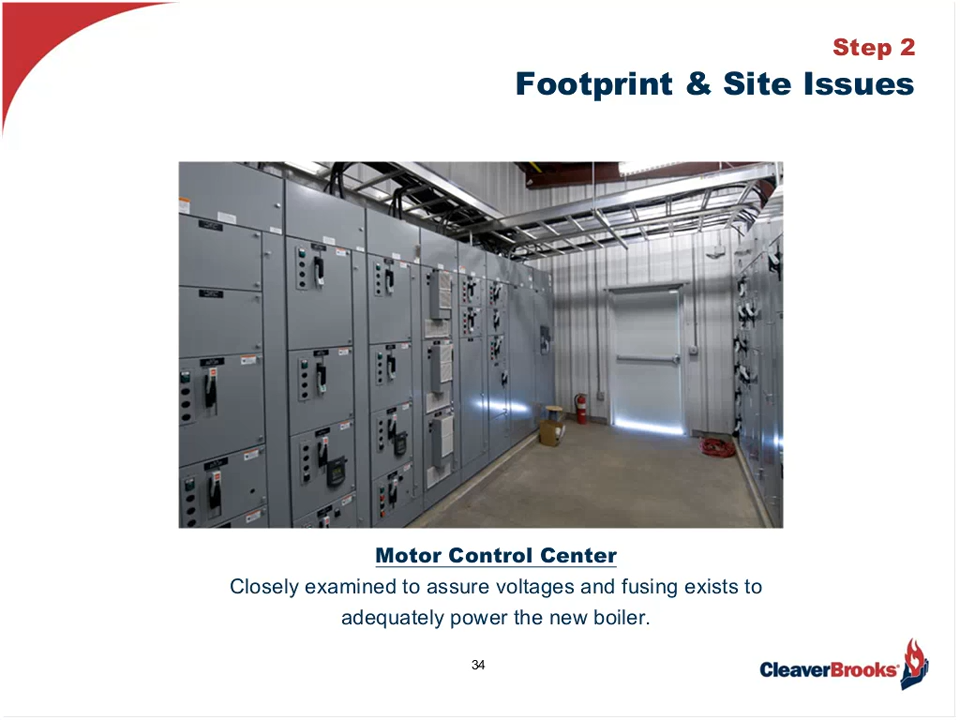 Step 2
Footprint & Site Issues
Motor Control Center
Closely examined to assure voltages and fusing exists to
adequately power the new boiler.
34
CleaverBrooks